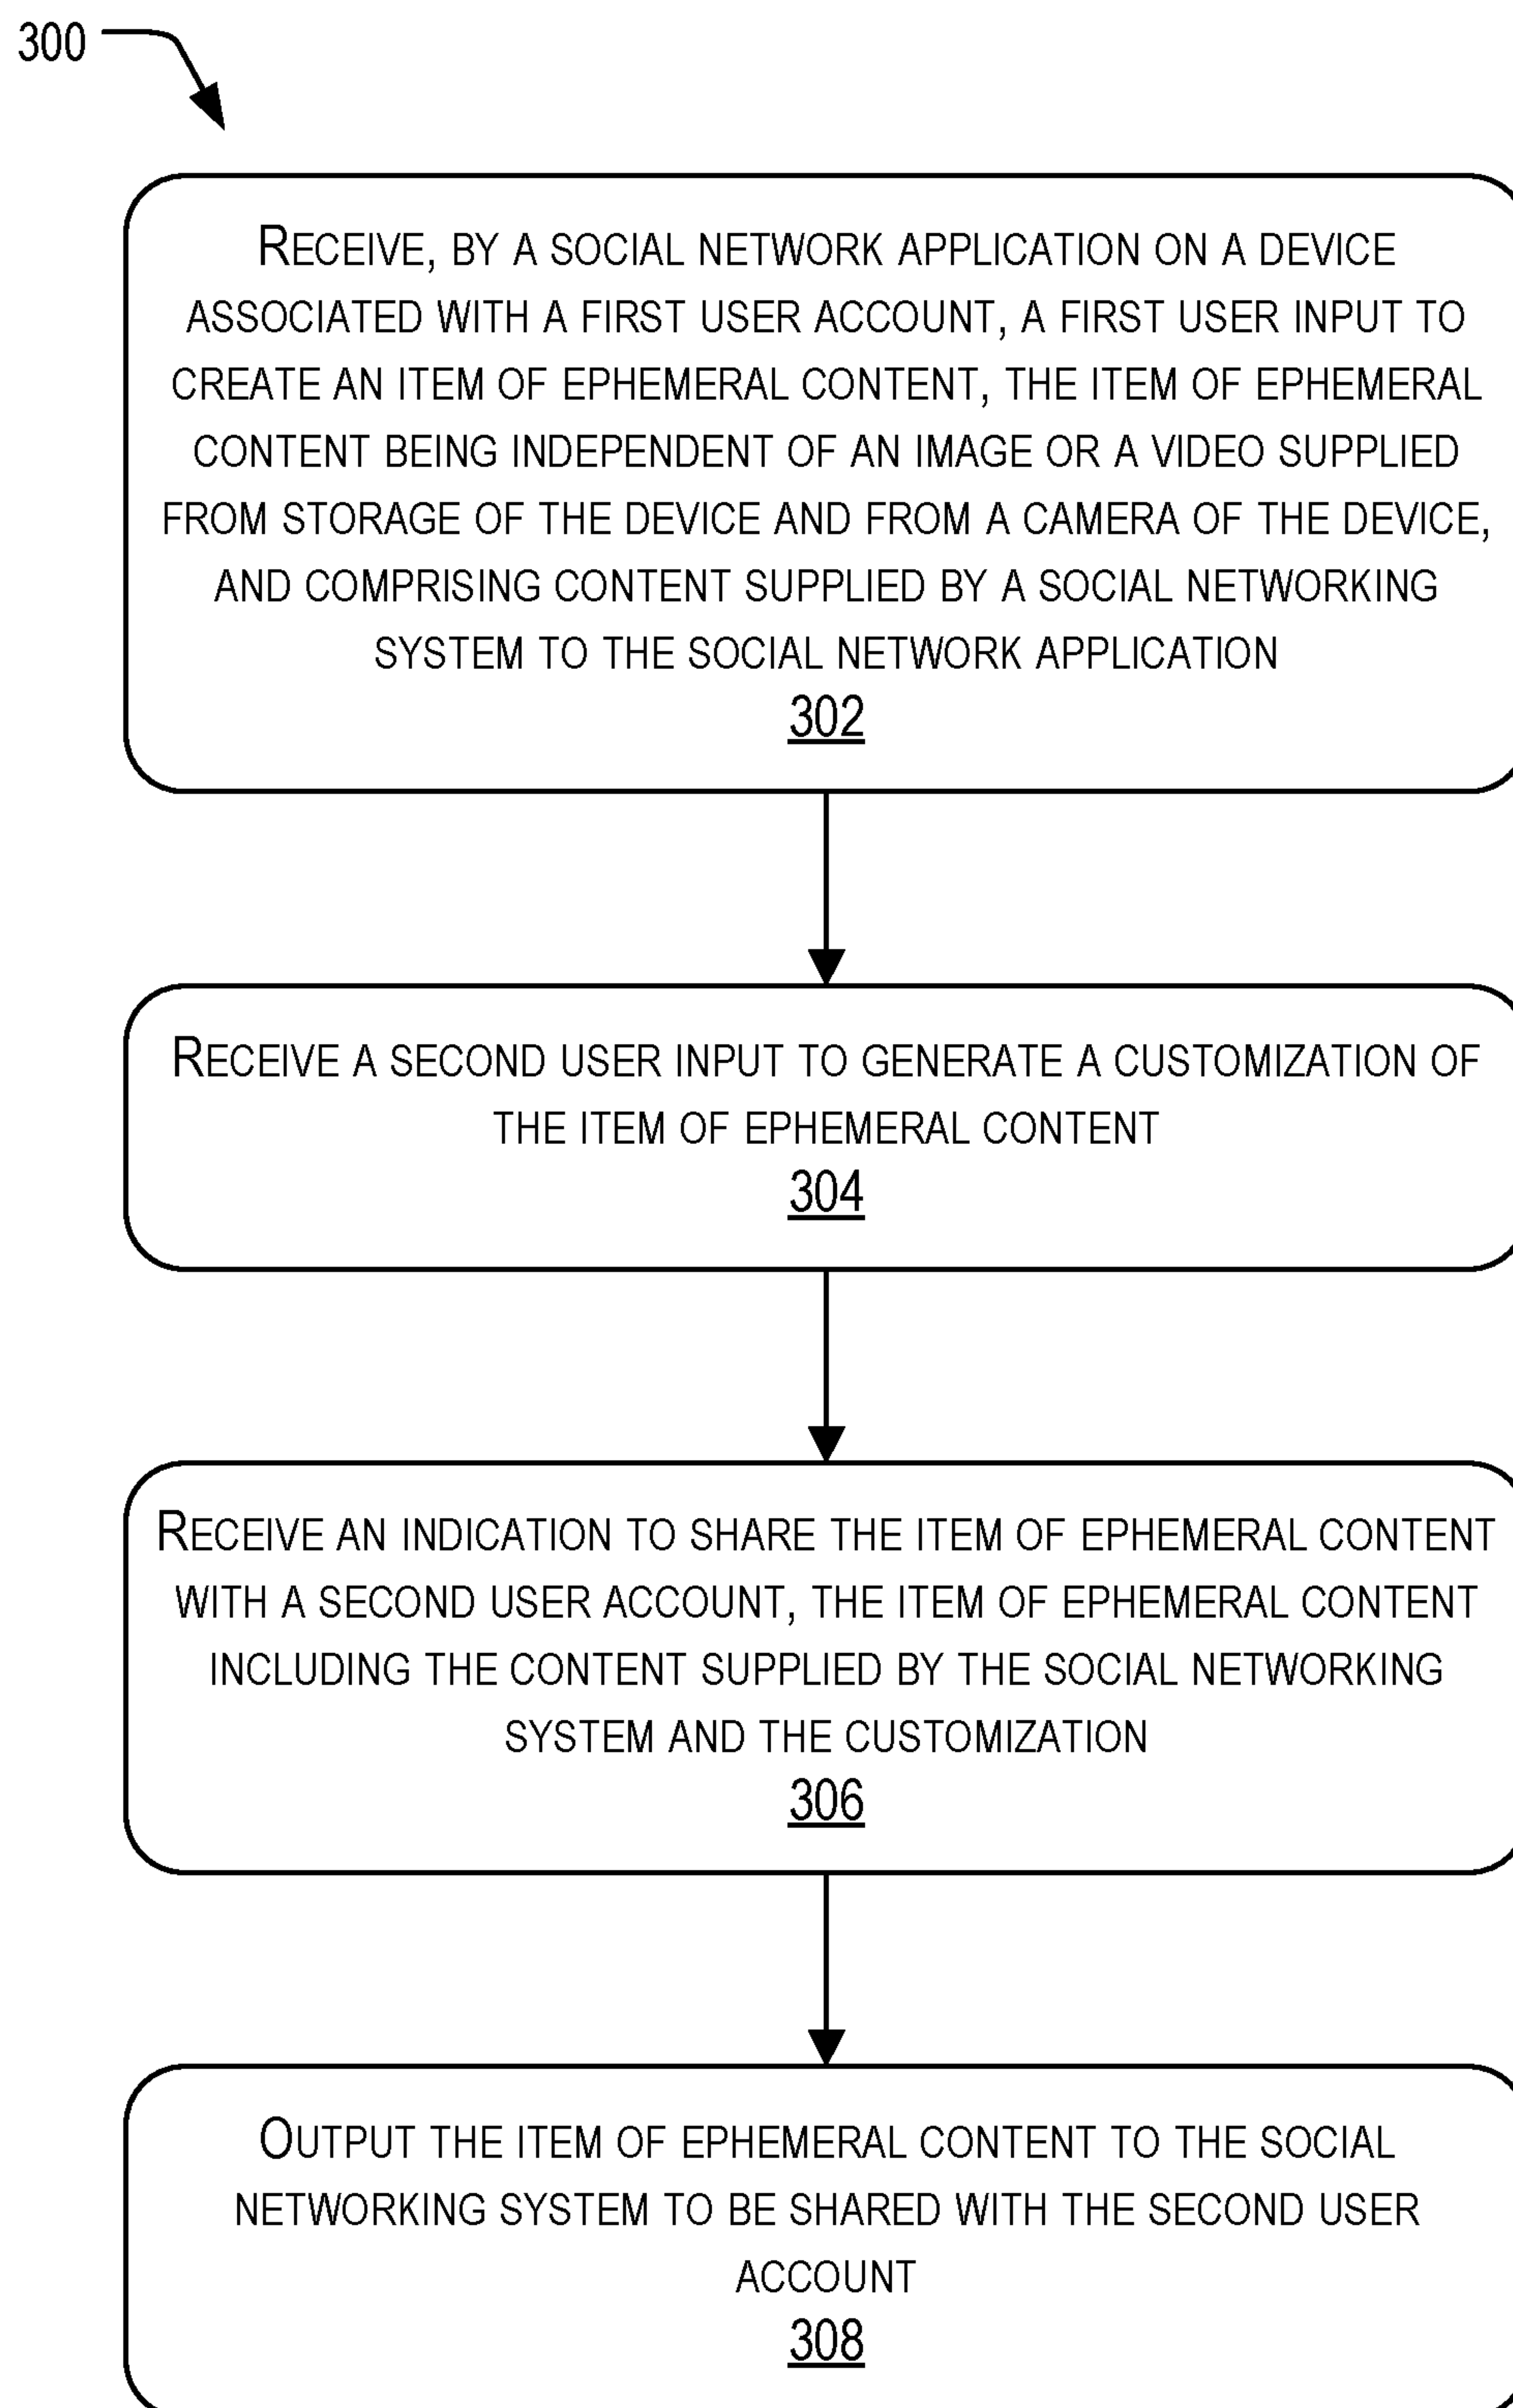 300
RECEIVE, BY A SOCIAL NETWORK APPLICATION ON A DEVICE
ASSOCIATED WITH A FIRST USER ACCOUNT, A FIRST USER INPUT TO
CREATE AN ITEM OF EPHEMERAL CONTENT, THE ITEM OF EPHEMERAL
CONTENT BEING INDEPENDENT OF AN IMAGE OR A VIDEO SUPPLIED
FROM STORAGE OF THE DEVICE AND FROM A CAMERA OF THE DEVICE,
AND COMPRISING CONTENT SUPPLIED BY A SOCIAL NETWORKING
SYSTEM TO THE SOCIAL NETWORK APPLICATION
302
RECEIVE A SECOND USER INPUT TO GENERATE A CUSTOMIZATION OF
THE ITEM OF EPHEMERAL CONTENT
304
RECEIVE AN INDICATION TO SHARE THE ITEM OF EPHEMERAL CONTENT
WITH A SECOND USER ACCOUNT, THE ITEM OF EPHEMERAL CONTENT
INCLUDING THE CONTENT SUPPLIED BY THE SOCIAL NETWORKING
SYSTEM AND THE CUSTOMIZATION
306
OUTPUT THE ITEM OF EPHEMERAL CONTENT TO THE SOCIAL
NETWORKING SYSTEM TO BE SHARED WITH THE SECOND USER
ACCOUNT
308